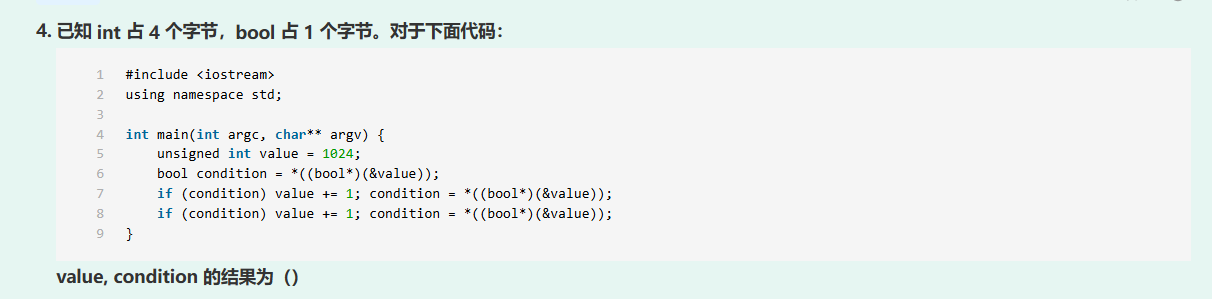 4. 已知 int 占 4 个字节，bool 占 1 个字节。对于下面代码：
1 #include <iostream>
2 using namespace std;
3
4 int main(int argc, char** argv) {
5     unsigned int value = 1024;
6     bool condition = *((bool*)(&value));
7     if (condition) value += 1; condition = *((bool*)(&value));
8     if (condition) value += 1; condition = *((bool*)(&value));
9 }
value, condition 的结果为（）